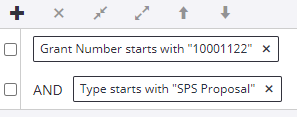 Grant Number starts with "10001122" ×
AND Type starts with "SPS Proposal" ×